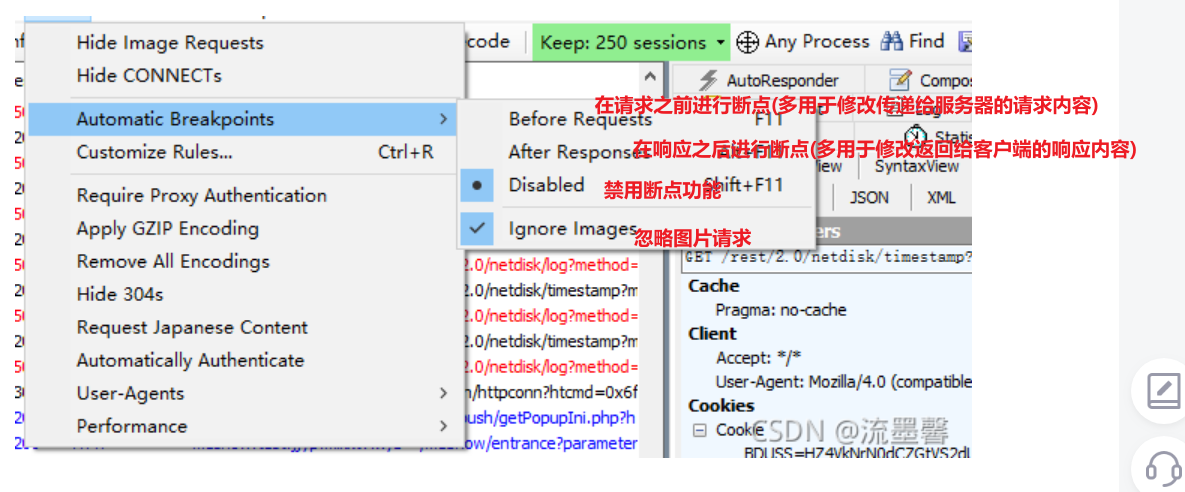 code
Keep: 250 sessions
Any Process
Find
Hide Image Requests
Hide CONNECTs
Automatic Breakpoints
Customize Rules... Ctrl+R
Require Proxy Authentication
Apply GZIP Encoding
Remove All Encodings
Hide 304s
Request Japanese Content
Automatically Authenticate
User-Agents
Performance
Before Requests F11
在请求之前进行断点(多用于修改传递给服务器的请求内容)
After Responses
在响应之后进行断点(多用于修改返回给客户端的响应内容)
Disabled Shift+F11
禁用断点功能
Ignore Images
忽略图片请求
2.0/netdisk/log?method=
2.0/netdisk/timestamp?m
2.0/netdisk/log?method=
2.0/netdisk/timestamp?m
2.0/netdisk/log?method=
n/httpconn?htcmd=0x6f
push/getPopupIni.php?h
ow/entrance?parameter
AutoResponder
Compos
Statis
iew
SyntaxView
JSON
XML
ers
GET /rest/2.0/netdisk/timestamp?
Cache
Pragma: no-cache
Client
Accept: */*
User-Agent: Mozilla/4.0 (compatible
Cookies
Cookie
CSDN @流墨馨